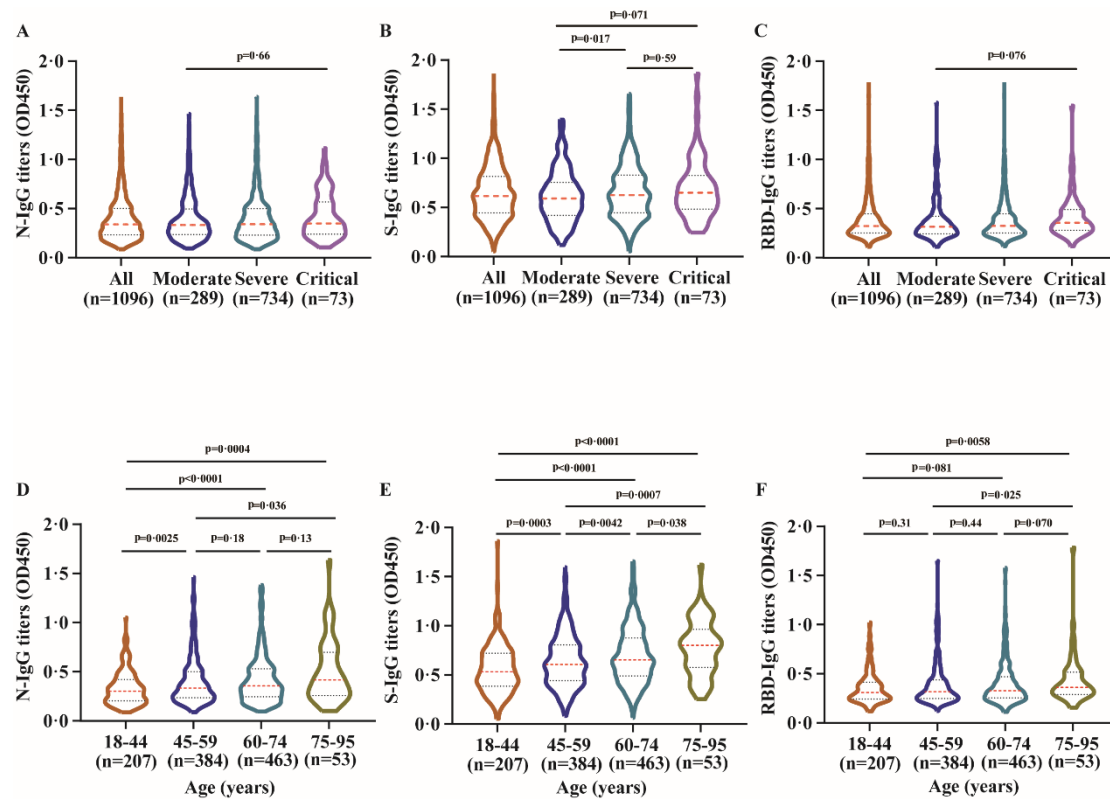 A
N-IgG titers (OD450)
p=0·66
2·0
1·5
1·0
0·5
0·0
All Moderate Severe Critical
(n=1096) (n=289) (n=734) (n=73)
B
S-IgG titers (OD450)
p=0·071
p=0·017
p=0·59
2·0
1·5
1·0
0·5
0·0
All Moderate Severe Critical
(n=1096) (n=289) (n=734) (n=73)
C
RBD-IgG titers (OD450)
p=0·076
2·0
1·5
1·0
0·5
0·0
All Moderate Severe Critical
(n=1096) (n=289) (n=734) (n=73)
D
N-IgG titers (OD450)
p=0·0004
p<0·0001
p=0·036
p=0·0025 p=0·18 p=0·13
2·0
1·5
1·0
0·5
0·0
18-44 45-59 60-74 75-95
(n=207) (n=384) (n=463) (n=53)
Age (years)
E
S-IgG titers (OD450)
p<0·0001
p<0·0001
p=0·0007
p=0·0003 p=0·0042 p=0·038
2·0
1·5
1·0
0·5
0·0
18-44 45-59 60-74 75-95
(n=207) (n=384) (n=463) (n=53)
Age (years)
F
RBD-IgG titers (OD450)
p=0·0058
p=0·081
p=0·025
p=0.31 p=0·44 p=0·070
2·0
1·5
1·0
0·5
0·0
18-44 45-59 60-74 75-95
(n=207) (n=384) (n=463) (n=53)
Age (years)